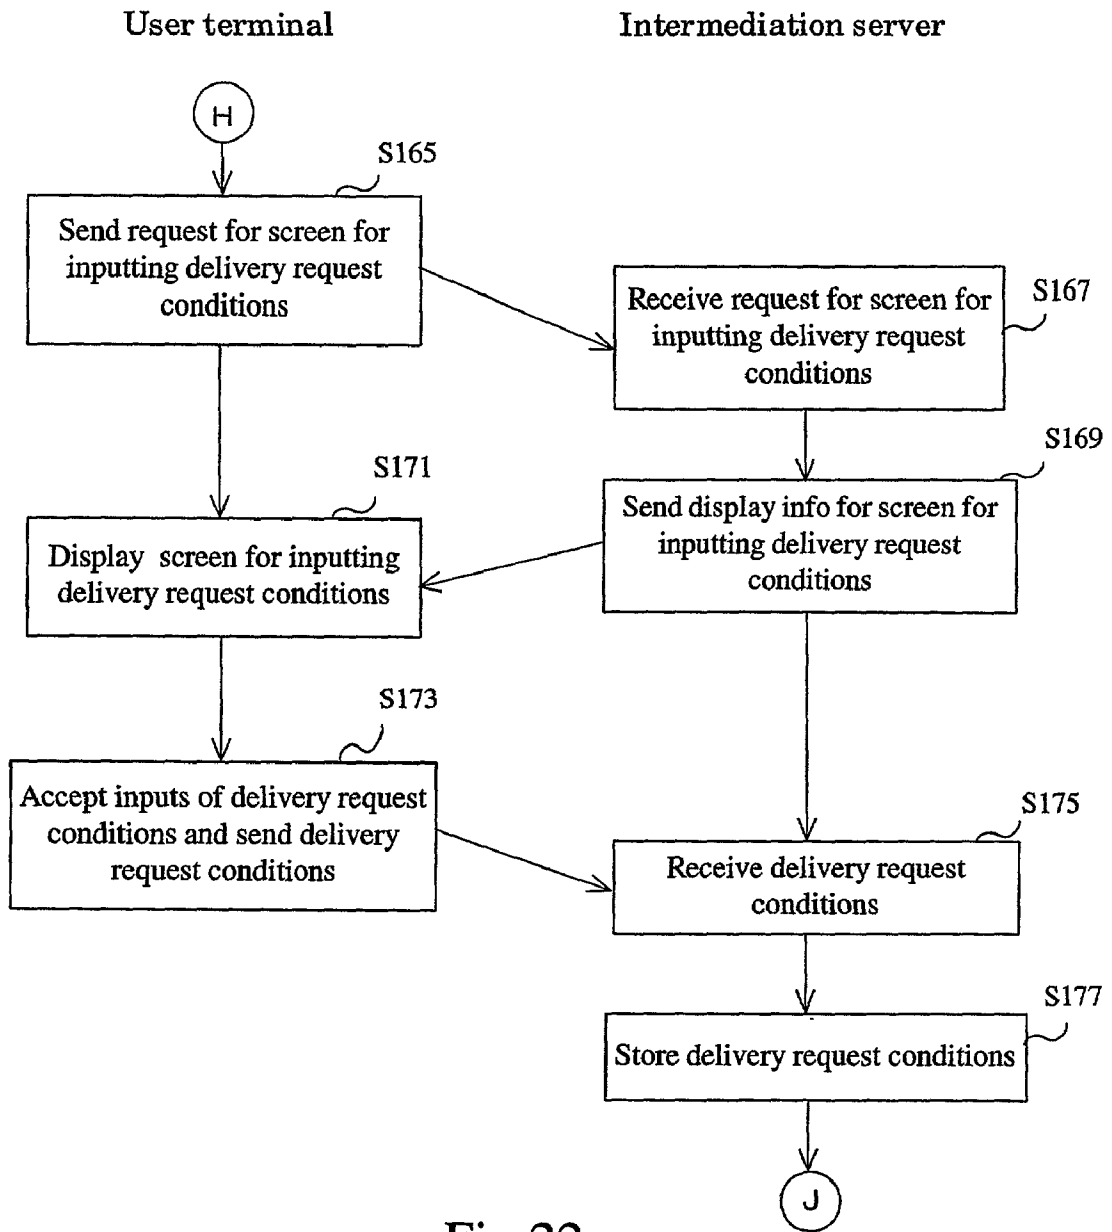 User terminal
Intermediation server
H
S165
Send request for screen for
inputting delivery request
conditions
S167
Receive request for screen for
inputting delivery request
conditions
S169
Send display info for screen for
inputting delivery request
conditions
S171
Display screen for inputting
delivery request conditions
S173
Accept inputs of delivery request
conditions and send delivery
request conditions
S175
Receive delivery request
conditions
S177
Store delivery request conditions
J